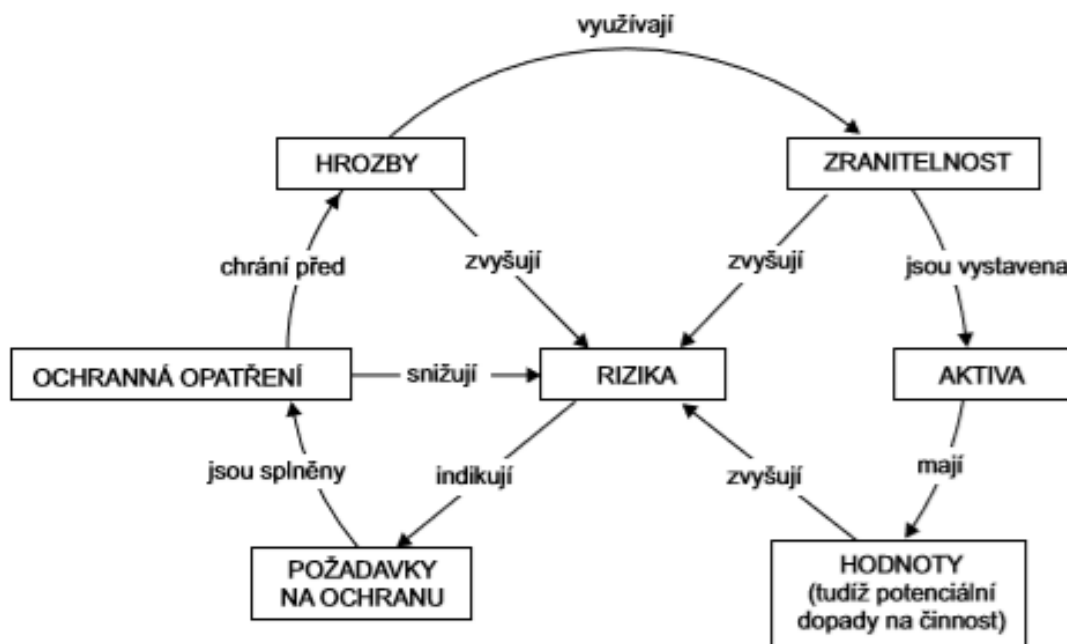 využívají
HROZBY
ZRANITELNOST
chrání před
zvyšují
zvyšují
jsou vystavena
OCHRANNÁ OPATŘENÍ
snižují
RIZIKA
AKTIVA
jsou splněny
indikují
zvyšují
mají
POŽADAVKY
NA OCHRANU
HODNOTY
(tudíž potenciální
dopady na činnost)